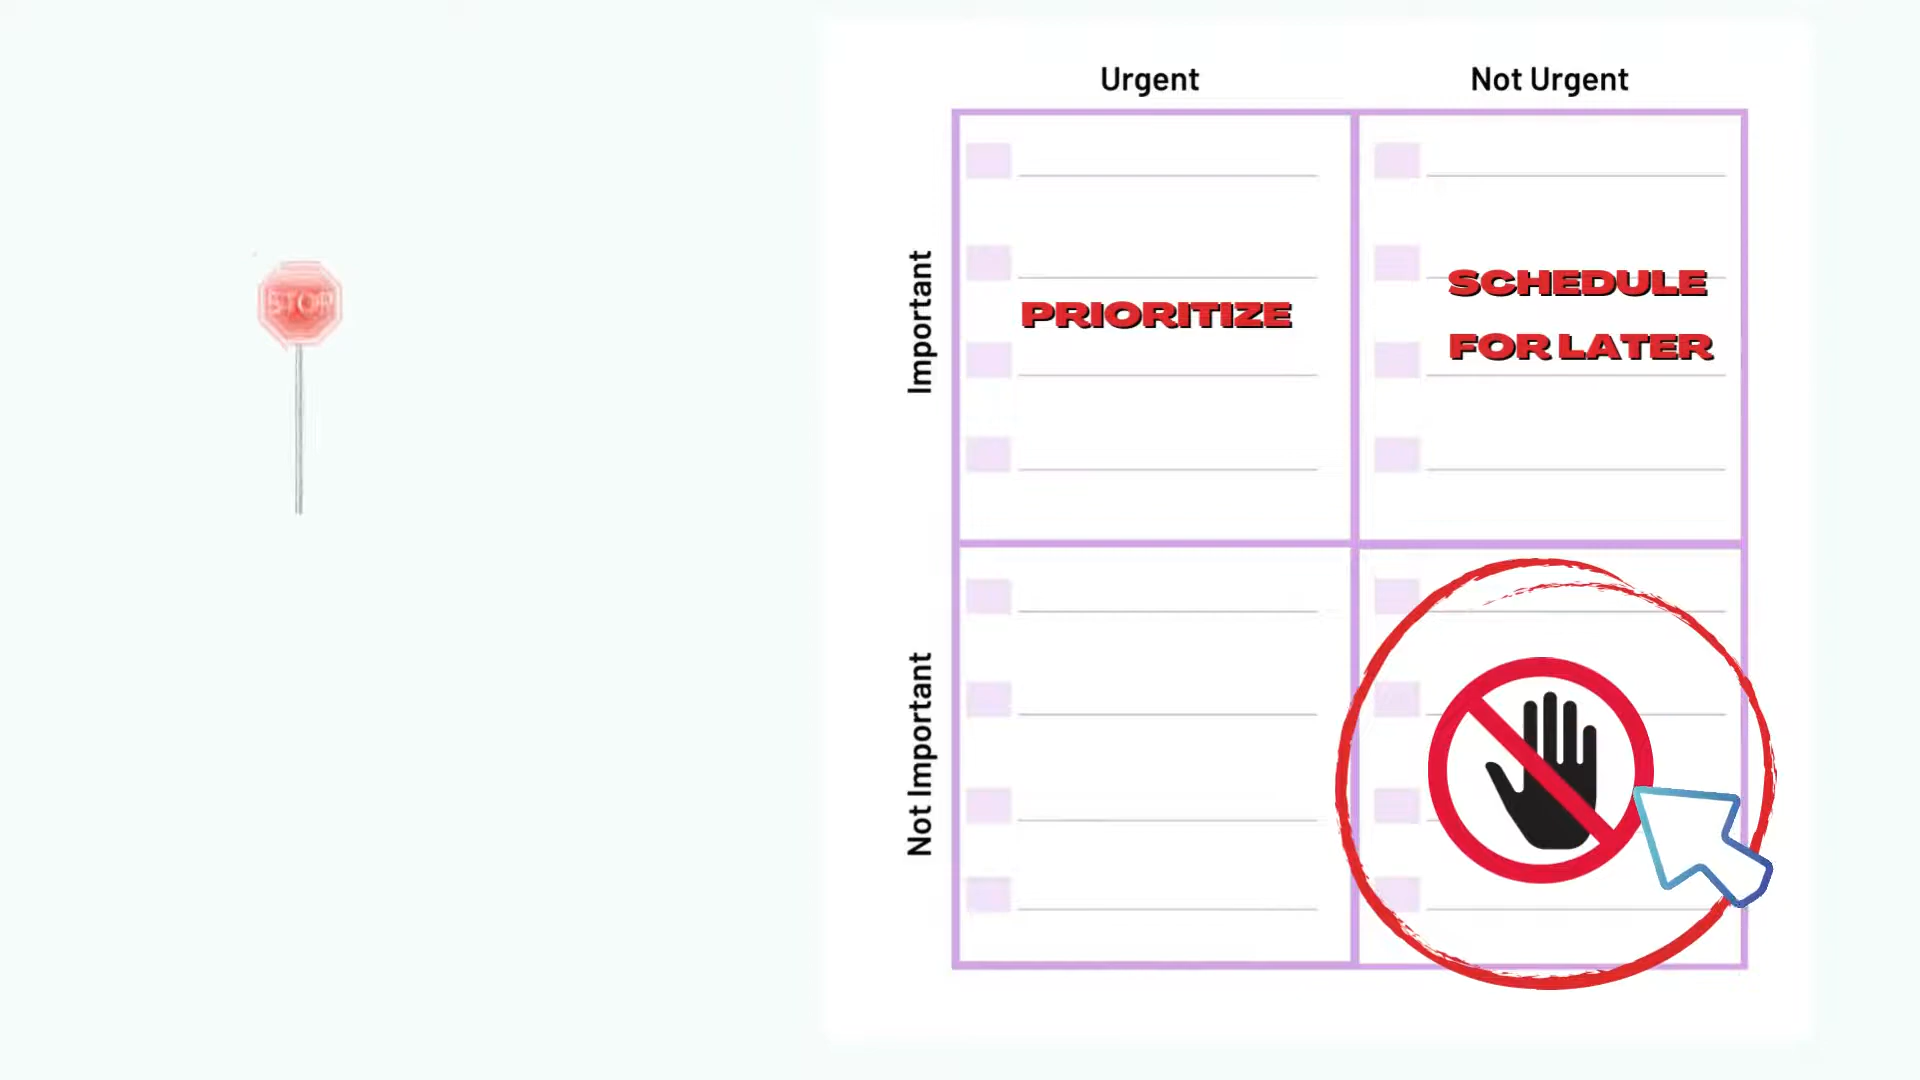 Urgent
Not Urgent
STOP
Important
PRIORITIZE
SCHEDULE
FOR LATER
Not Important